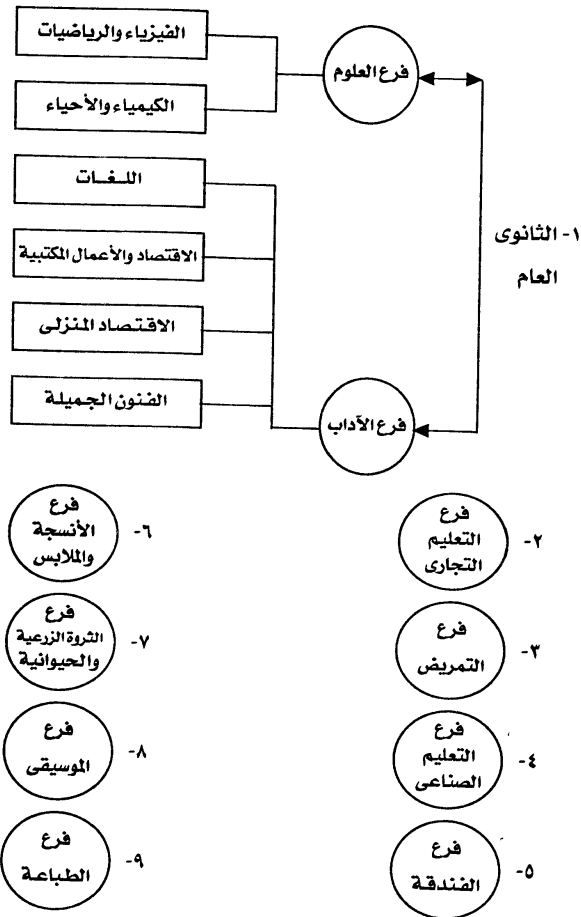 ١- الثانوى
العام
فرع العلوم
الفيزياء والرياضيات
الكيمياء والأحياء
فرع الآداب
اللغات
الاقتصاد والأعمال المكتبية
الاقتصاد المنزلى
الفنون الجميلة
٢-
فرع
التعليم
التجارى
٣-
فرع
التمريض
٤-
فرع
التعليم
الصناعى
٥-
فرع
الفندقة
٦-
فرع
الأنسجة
والملابس
٧-
فرع
الثروة الزرعية
والحيوانية
٨-
فرع
الموسيقى
٩-
فرع
الطباعة